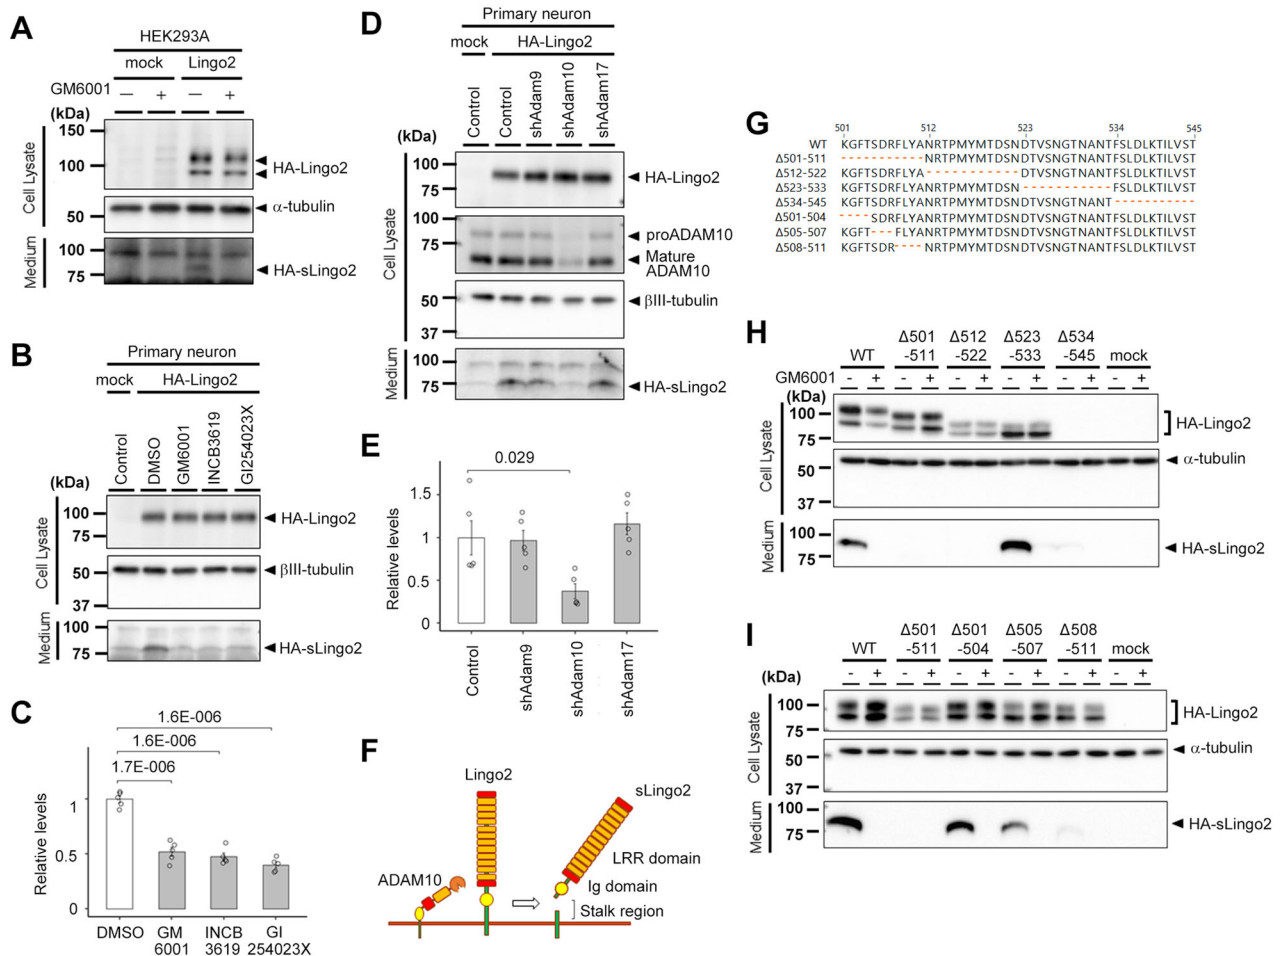 A
HEK293A
mock Lingo2
GM6001 — + — +
(kDa)
150
100
75
50
100
75
Cell Lysate
Medium
HA-Lingo2
α-tubulin
HA-sLingo2
B
Primary neuron
mock HA-Lingo2
Control
DMSO
GM6001
INCB3619
GI254023X
(kDa)
100
75
50
37
100
75
Cell Lysate
Medium
HA-Lingo2
βIII-tubulin
HA-sLingo2
C
1.6E-006
1.6E-006
1.7E-006
Relative levels
1
0.5
0
DMSO GM 6001 INCB 3619 GI 254023X
D
Primary neuron
mock HA-Lingo2
Control
Control
shAdam9
shAdam10
shAdam17
(kDa)
100
75
100
75
50
37
100
75
Cell Lysate
Medium
HA-Lingo2
proADAM10
Mature
ADAM10
βIII-tubulin
HA-sLingo2
E
0.029
Relative levels
1.5
1
0.5
0
Control
shAdam9
shAdam10
shAdam17
F
Lingo2
sLingo2
ADAM10
LRR domain
Ig domain
Stalk region
G
501 512 523 534 545
WT KGFTSDRFLYANRTPMYMTDSNDTVSNGTNANTFSLDLKTILVST
Δ501-511 -----------NRTPMYMTDSNDTVSNGTNANTFSLDLKTILVST
Δ512-522 KGFTSDRFLYA-----------DTVSNGTNANTFSLDLKTILVST
Δ523-533 KGFTSDRFLYANRTPMYMTDSN-----------FSLDLKTILVST
Δ534-545 KGFTSDRFLYANRTPMYMTDSNDTVSNGTNANT------------
Δ501-504 ----SDRFLYANRTPMYMTDSNDTVSNGTNANTFSLDLKTILVST
Δ505-507 KGFT---FLYANRTPMYMTDSNDTVSNGTNANTFSLDLKTILVST
Δ508-511 KGFTSDR----NRTPMYMTDSNDTVSNGTNANTFSLDLKTILVST
H
Δ501 Δ512 Δ523 Δ534
WT -511 -522 -533 -545 mock
GM6001 - + - + - + - + - + - +
(kDa)
100
75
50
37
100
75
Cell Lysate
Medium
HA-Lingo2
α-tubulin
HA-sLingo2
I
Δ501 Δ501 Δ505 Δ508
WT -511 -504 -507 -511 mock
(kDa) - + - + - + - + - + - +
100
75
50
37
100
75
Cell Lysate
Medium
HA-Lingo2
α-tubulin
HA-sLingo2